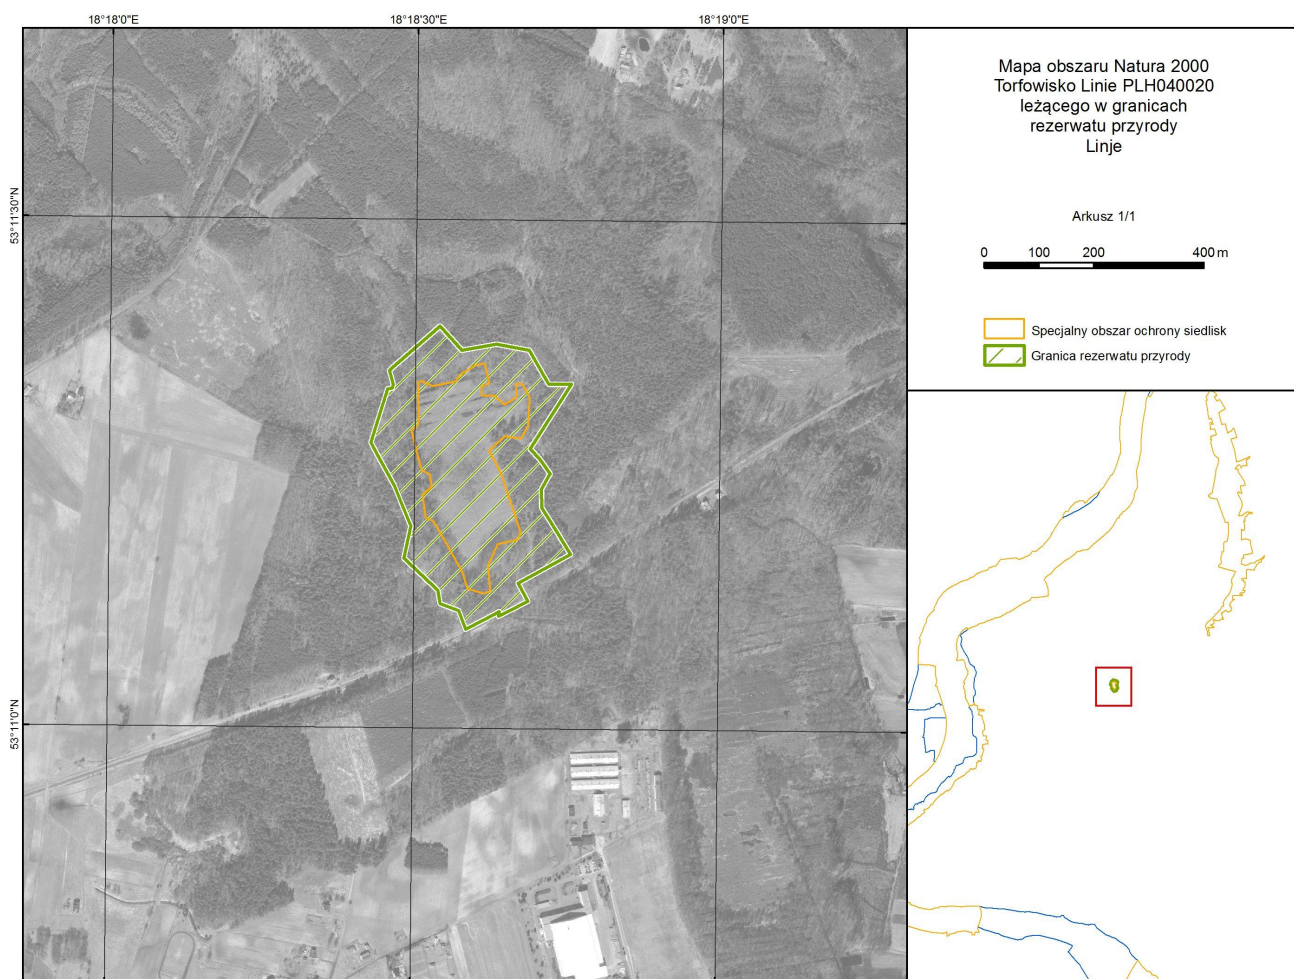 18°18'0"E
18°18'30"E
18°19'0"E
53°11'30"N
53°11'0"N
Mapa obszaru Natura 2000
Torfowisko Linie PLH040020
leżącego w granicach
rezerwatu przyrody
Linje
Arkusz 1/1
0 100 200 400 m
Specjalny obszar ochrony siedlisk
Granica rezerwatu przyrody